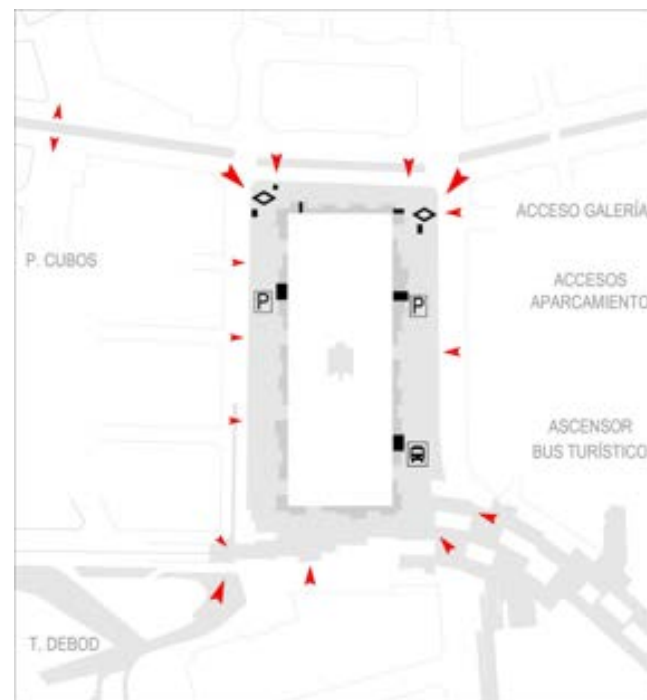 ACCESO GALERÍA
P. CUBOS
ACCESOS
APARCAMIENTO
P
P
ASCENSOR
BUS TURÍSTICO
T. DEBOD